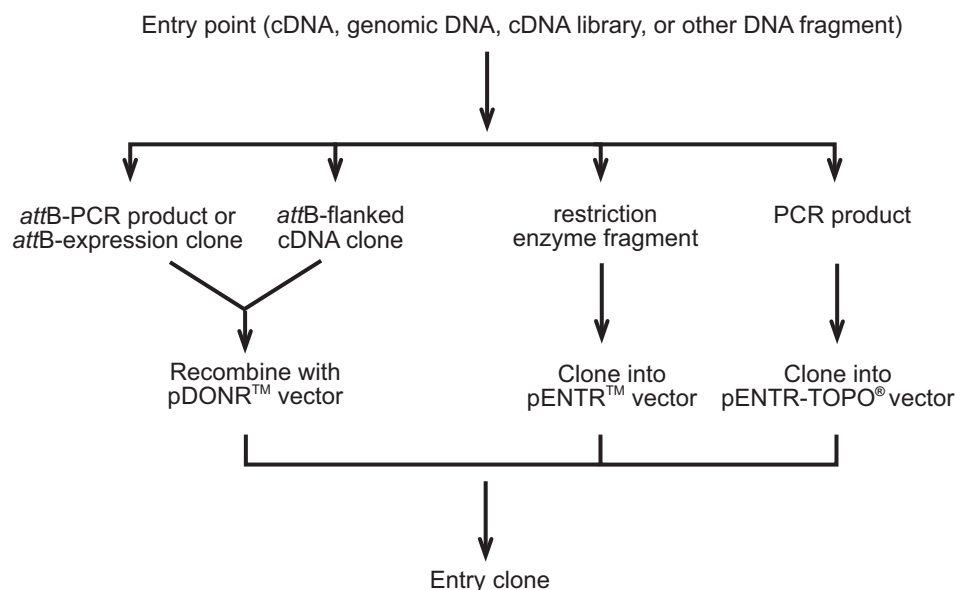 Entry point (cDNA, genomic DNA, cDNA library, or other DNA fragment)
attB-PCR product or
attB-expression clone
attB-flanked
cDNA clone
restriction
enzyme fragment
PCR product
Recombine with
pDONR™ vector
Clone into
pENTR™ vector
Clone into
pENTR-TOPO® vector
Entry clone